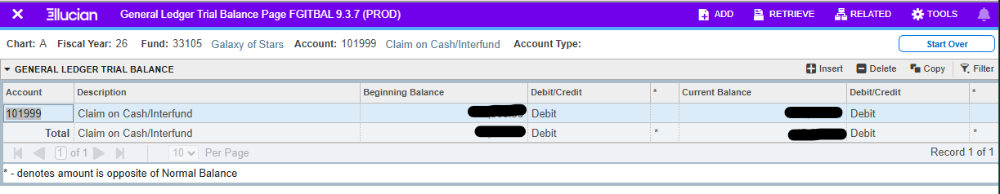 ellucian General Ledger Trial Balance Page FGITBAL 9.3.7 (PROD) ADD RETRIEVE RELATED TOOLS
Chart: A Fiscal Year: 26 Fund: 33105 Galaxy of Stars Account: 101999 Claim on Cash/Interfund Account Type: Start Over
GENERAL LEDGER TRIAL BALANCE Insert Delete Copy Filter
Account Description Beginning Balance Debit/Credit * Current Balance Debit/Credit *
101999 Claim on Cash/Interfund Debit Debit
Total Claim on Cash/Interfund Debit * Debit *
1 of 1 10 Per Page Record 1 of 1
* - denotes amount is opposite of Normal Balance